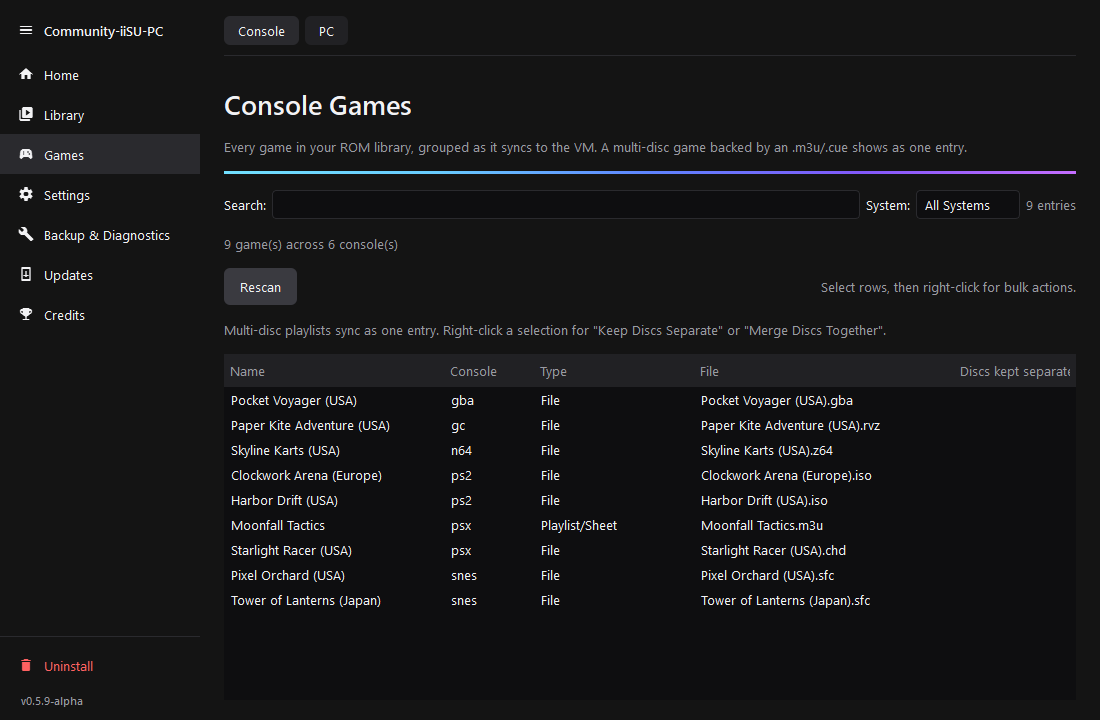 Community-iiSU-PC
Home
Library
Games
Settings
Backup & Diagnostics
Updates
Credits
Uninstall
v0.5.9-alpha
Console PC
Console Games
Every game in your ROM library, grouped as it syncs to the VM. A multi-disc game backed by an .m3u/.cue shows as one entry.
Search: System: All Systems 9 entries
9 game(s) across 6 console(s)
Rescan Select rows, then right-click for bulk actions.
Multi-disc playlists sync as one entry. Right-click a selection for "Keep Discs Separate" or "Merge Discs Together".
Name Console Type File Discs kept separate
Pocket Voyager (USA) gba File Pocket Voyager (USA).gba
Paper Kite Adventure (USA) gc File Paper Kite Adventure (USA).rvz
Skyline Karts (USA) n64 File Skyline Karts (USA).z64
Clockwork Arena (Europe) ps2 File Clockwork Arena (Europe).iso
Harbor Drift (USA) ps2 File Harbor Drift (USA).iso
Moonfall Tactics psx Playlist/Sheet Moonfall Tactics.m3u
Starlight Racer (USA) psx File Starlight Racer (USA).chd
Pixel Orchard (USA) snes File Pixel Orchard (USA).sfc
Tower of Lanterns (Japan) snes File Tower of Lanterns (Japan).sfc